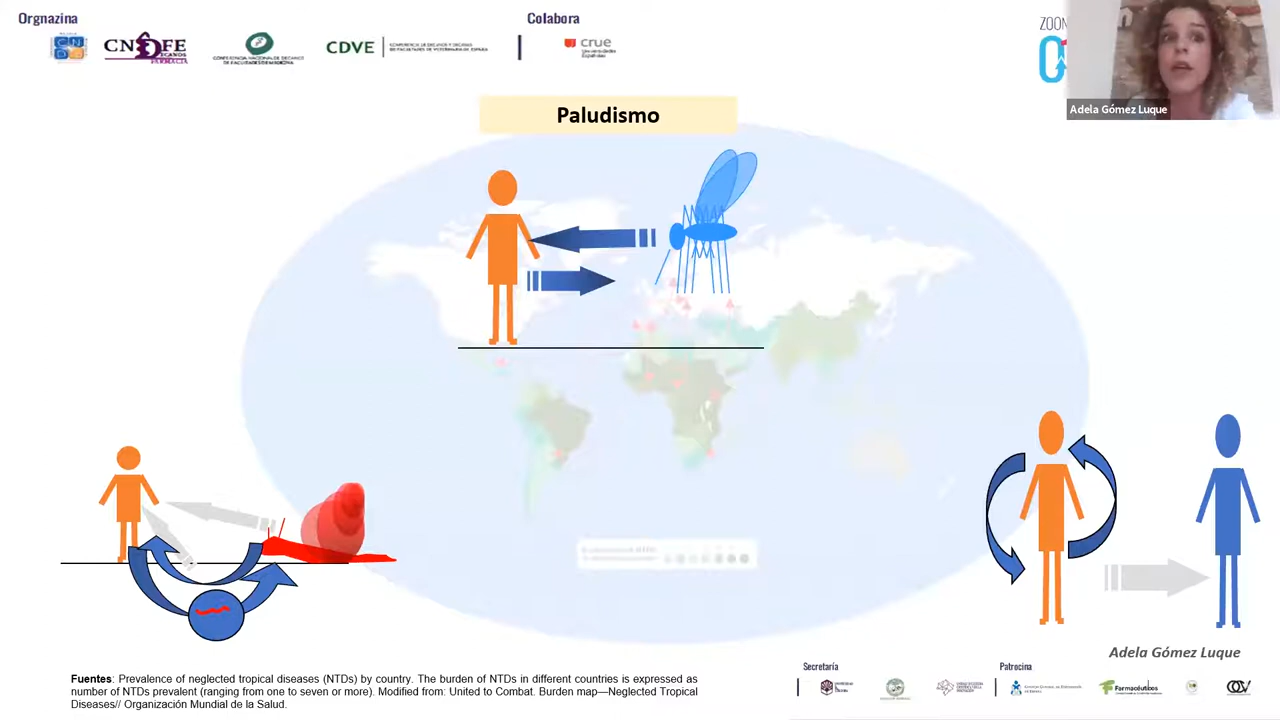 Orgnazina
Colabora
CDVE
crue
ZOON
Adela Gómez Luque
Paludismo
Adela Gómez Luque
Secretaría
Patrocina
Farmacéuticos
Fuentes: Prevalence of neglected tropical diseases (NTDs) by country. The burden of NTDs in different countries is expressed as
number of NTDs prevalent (ranging from one to seven or more). Modified from: United to Combat. Burden map—Neglected Tropical
Diseases// Organización Mundial de la Salud.